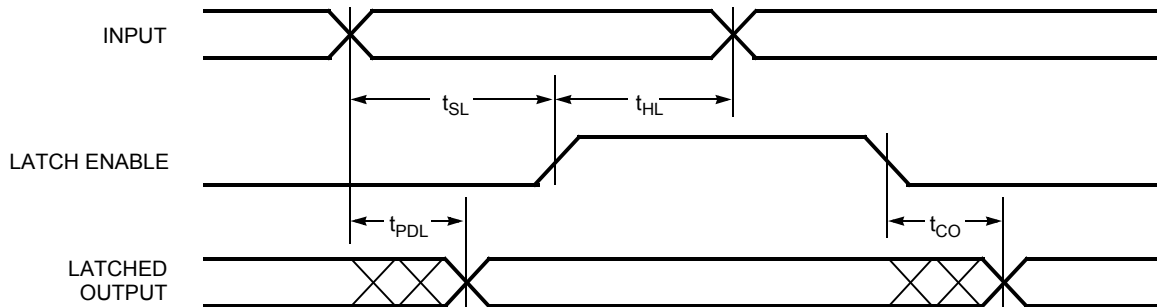 INPUT
t_SL
t_HL
LATCH ENABLE
t_PDL
t_CO
LATCHED
OUTPUT